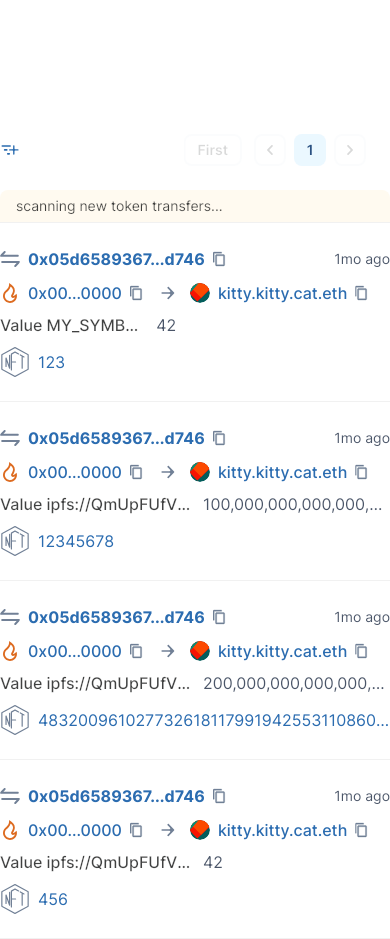 First 1
scanning new token transfers...
0x05d6589367...d746 1mo ago
0x00...0000 → kitty.kitty.cat.eth
Value MY_SYMB... 42
NFT 123
0x05d6589367...d746 1mo ago
0x00...0000 → kitty.kitty.cat.eth
Value ipfs://QmUpFUfV... 100,000,000,000,000,...
NFT 12345678
0x05d6589367...d746 1mo ago
0x00...0000 → kitty.kitty.cat.eth
Value ipfs://QmUpFUfV... 200,000,000,000,000,...
NFT 483200961027732618117991942553110860...
0x05d6589367...d746 1mo ago
0x00...0000 → kitty.kitty.cat.eth
Value ipfs://QmUpFUfV... 42
NFT 456